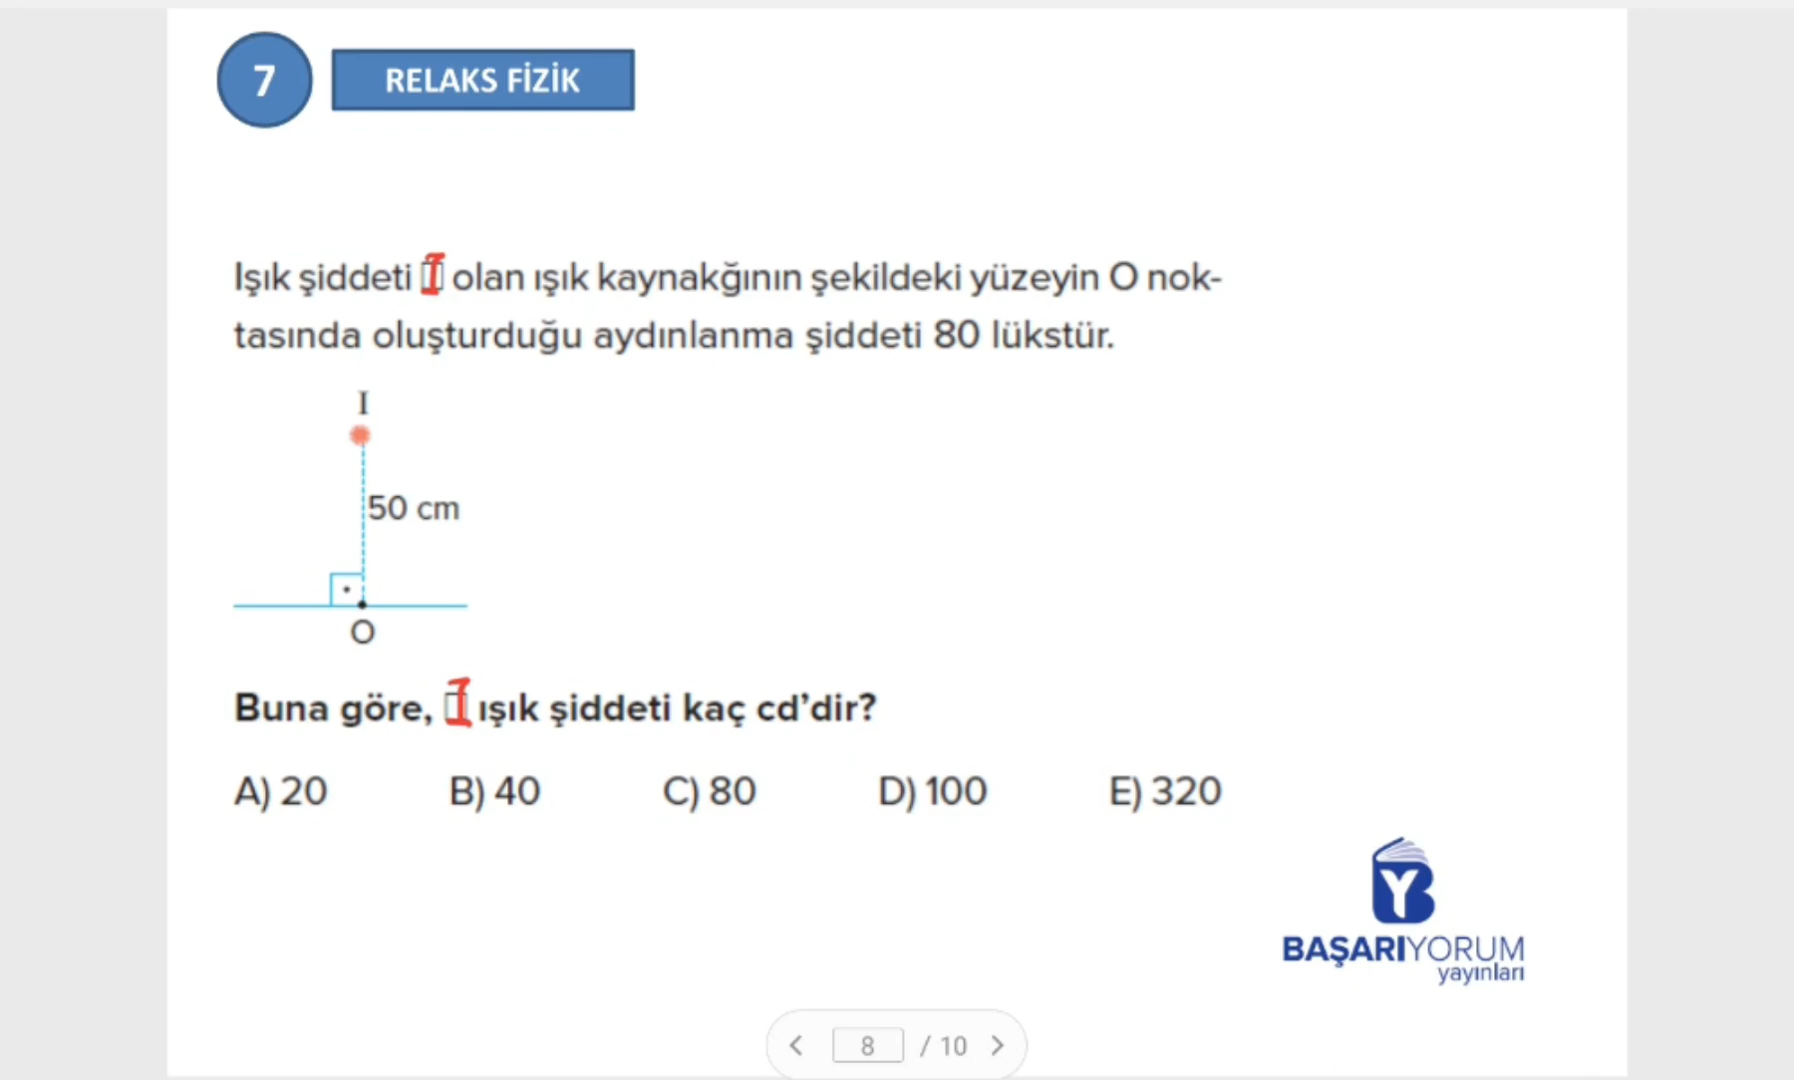 7
RELAKS FİZİK
Işık şiddeti I olan ışık kaynakğının şekildeki yüzeyin O nok-
tasında oluşturduğu aydınlanma şiddeti 80 lükstür.
I
50 cm
O
Buna göre, I ışık şiddeti kaç cd’dir?
A) 20 B) 40 C) 80 D) 100 E) 320
BAŞARIYORUM
yayınları
8 / 10